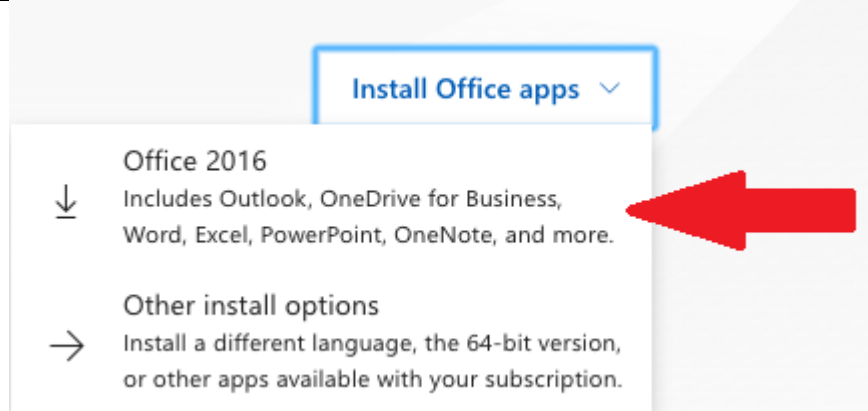 Install Office apps
Office 2016
Includes Outlook, OneDrive for Business,
Word, Excel, PowerPoint, OneNote, and more.
Other install options
Install a different language, the 64-bit version,
or other apps available with your subscription.